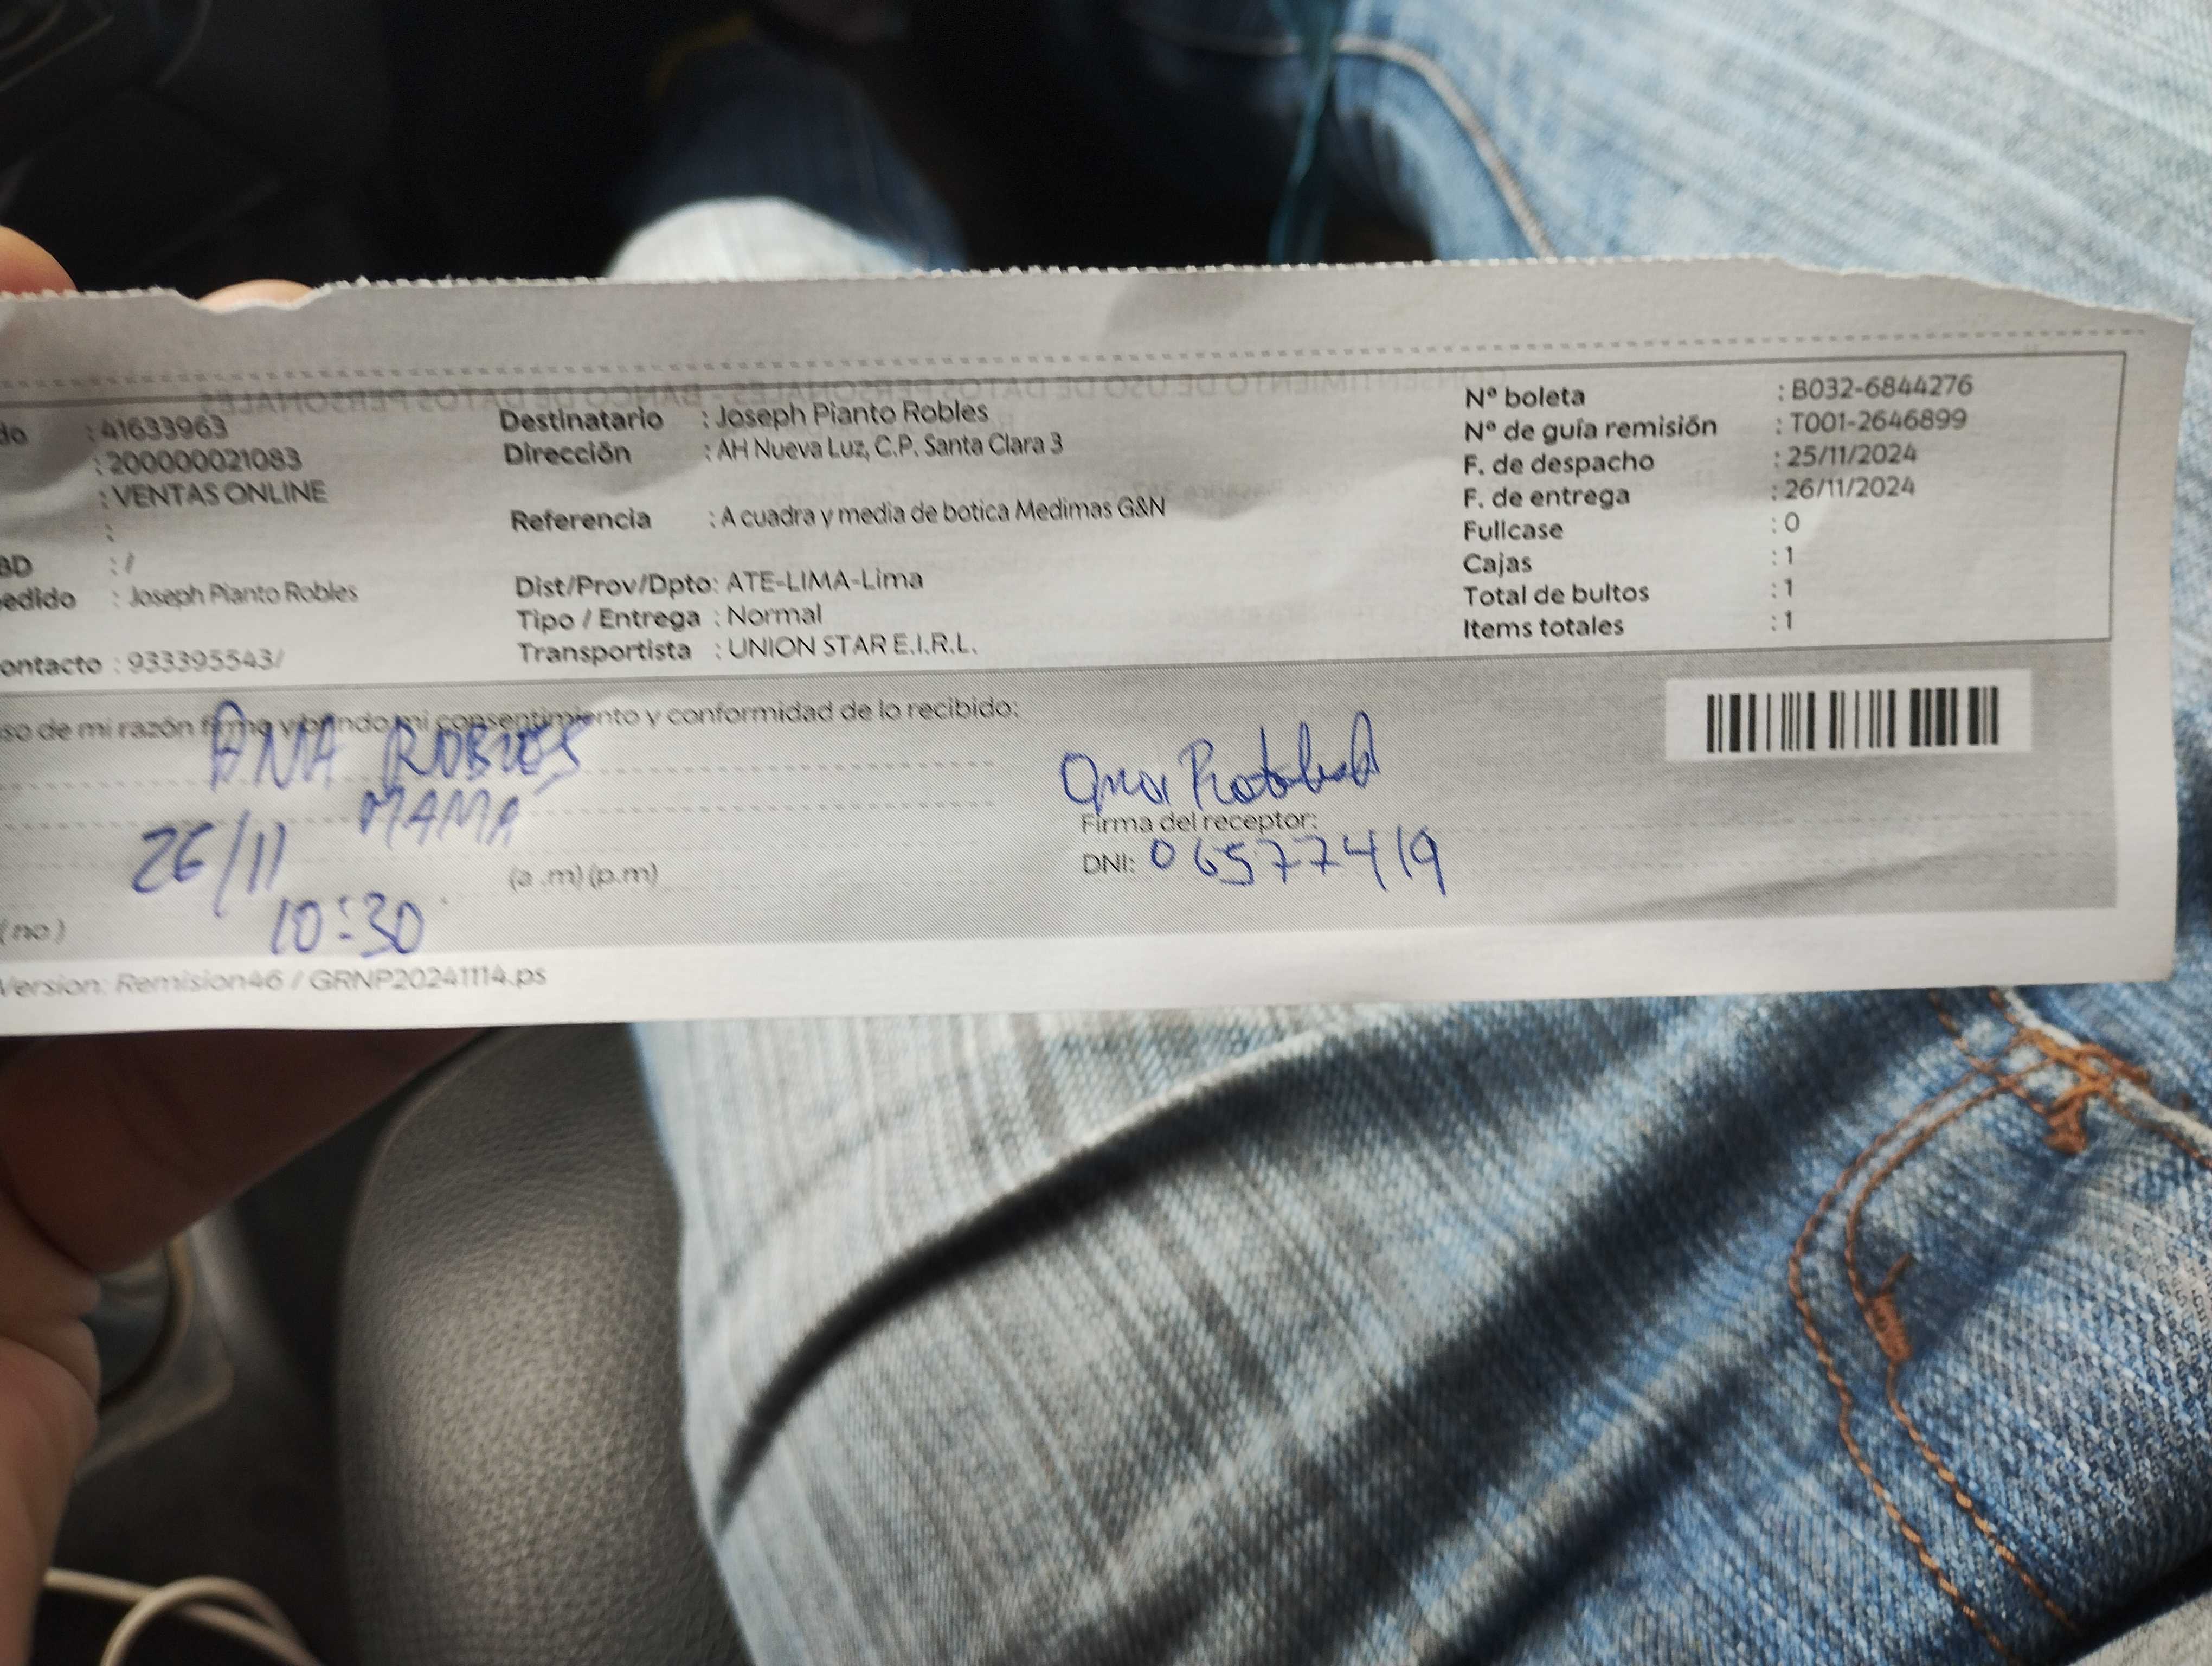 do : 41633963
: 200000021083
: VENTAS ONLINE
:
BD : /
edido : Joseph Pianto Robles
ontacto : 933395543/
Destinatario : Joseph Pianto Robles
Dirección : AH Nueva Luz, C.P. Santa Clara 3
Referencia : A cuadra y media de botica Medimas G&N
Dist/Prov/Dpto: ATE-LIMA-Lima
Tipo / Entrega : Normal
Transportista : UNION STAR E.I.R.L.
Nº boleta : B032-6844276
Nº de guía remisión : T001-2646899
F. de despacho : 25/11/2024
F. de entrega : 26/11/2024
Fullcase : 0
Cajas : 1
Total de bultos : 1
Items totales : 1
so de mi razón firmo y brindo mi consentimiento y conformidad de lo recibido:
ANA ROBLES
MAMA
26/11
(a .m) (p.m)
10:30
(no)
Firma del receptor:
DNI: 06577419
Version: Remision46 / GRNP20241114.ps